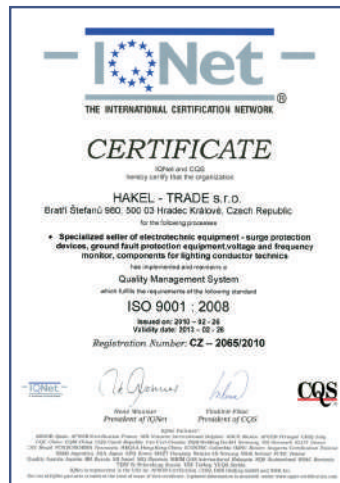 IQNet
®
THE INTERNATIONAL CERTIFICATION NETWORK
CERTIFICATE
IQNet and CQS
hereby certify that the organization
HAKEL - TRADE s.r.o.
Bratří Štefanů 980, 500 03 Hradec Králové, Czech Republic
for the following processes
• Specialized seller of electrotechnic equipment - surge protection
devices, ground fault protection equipment,voltage and frequency
monitor, components for lighting conductor technics
has implemented and maintains a
Quality Management System
which fulfills the requirements of the following standard
ISO 9001 : 2008
Issued on: 2010 - 02 - 26
Validity date: 2013 - 02 - 26
Registration Number: CZ – 2065/2010
IQNet
CQS
René Wasmer
President of IQNet
President of CQS